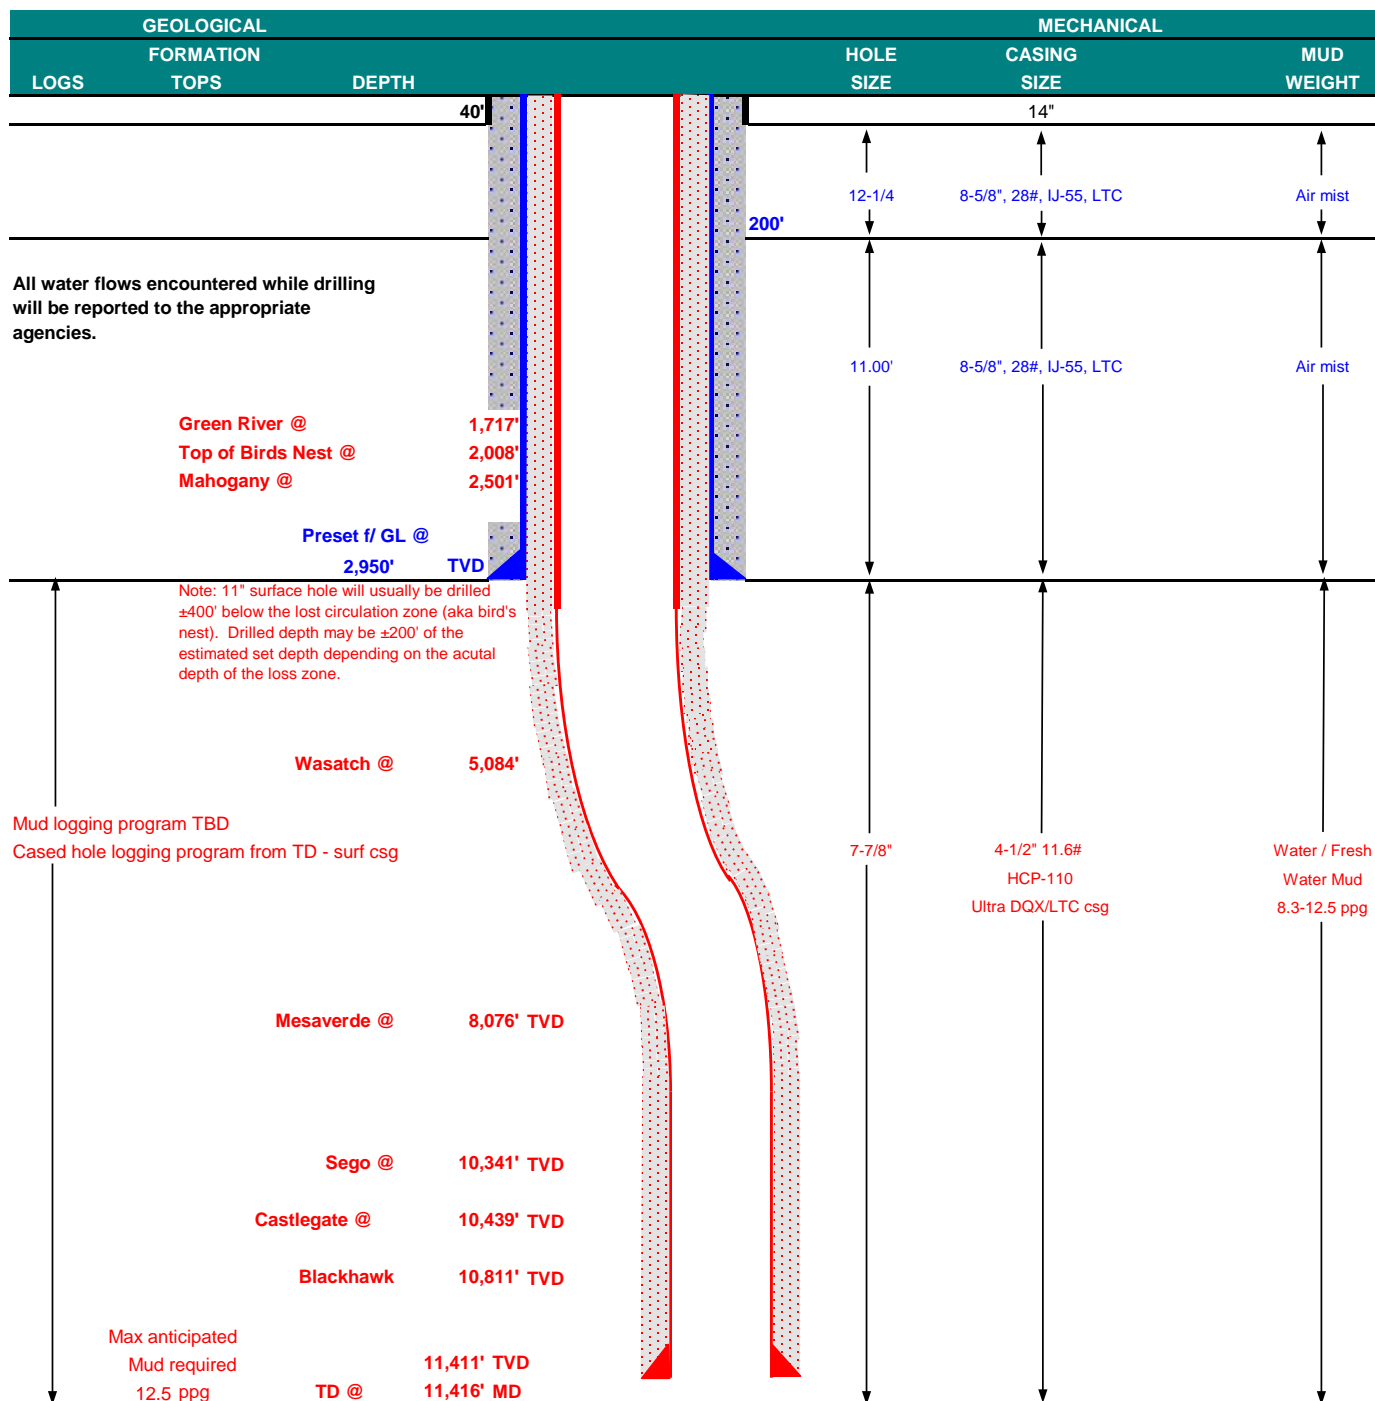 GEOLOGICAL MECHANICAL
FORMATION HOLE CASING MUD
LOGS TOPS DEPTH SIZE SIZE WEIGHT
40' 14"
12-1/4 8-5/8", 28#, IJ-55, LTC Air mist
200'
All water flows encountered while drilling
will be reported to the appropriate
agencies.
11.00' 8-5/8", 28#, IJ-55, LTC Air mist
Green River @ 1,717'
Top of Birds Nest @ 2,008'
Mahogany @ 2,501'
Preset f/ GL @
2,950' TVD
Note: 11" surface hole will usually be drilled
±400' below the lost circulation zone (aka bird's
nest). Drilled depth may be ±200' of the
estimated set depth depending on the acutal
depth of the loss zone.
Wasatch @ 5,084'
Mud logging program TBD
Cased hole logging program from TD - surf csg
7-7/8" 4-1/2" 11.6# Water / Fresh
HCP-110 Water Mud
Ultra DQX/LTC csg 8.3-12.5 ppg
Mesaverde @ 8,076' TVD
Sego @ 10,341' TVD
Castlegate @ 10,439' TVD
Blackhawk 10,811' TVD
Max anticipated
Mud required 11,411' TVD
12.5 ppg TD @ 11,416' MD